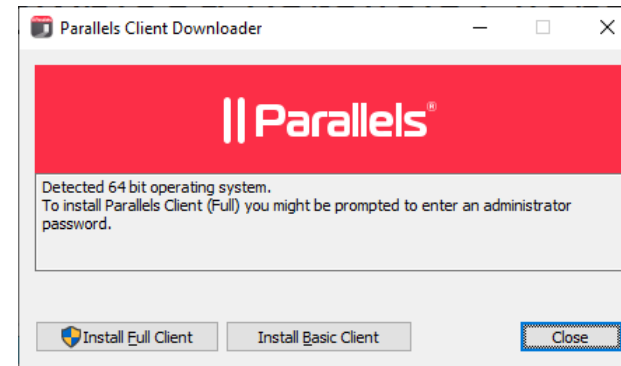 Parallels Client Downloader
Parallels®
Detected 64 bit operating system.
To install Parallels Client (Full) you might be prompted to enter an administrator
password.
Install Full Client
Install Basic Client
Close